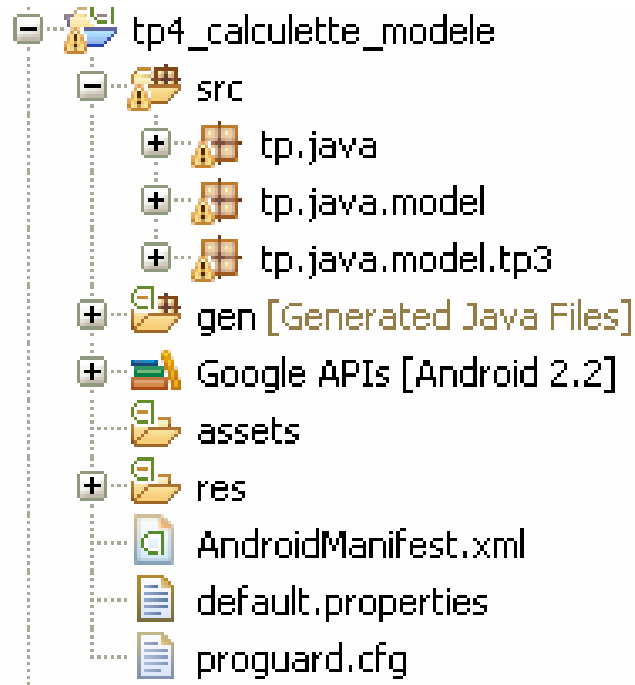 tp4_calculette_modele
src
tp.java
tp.java.model
tp.java.model.tp3
gen [Generated Java Files]
Google APIs [Android 2.2]
assets
res
AndroidManifest.xml
default.properties
proguard.cfg